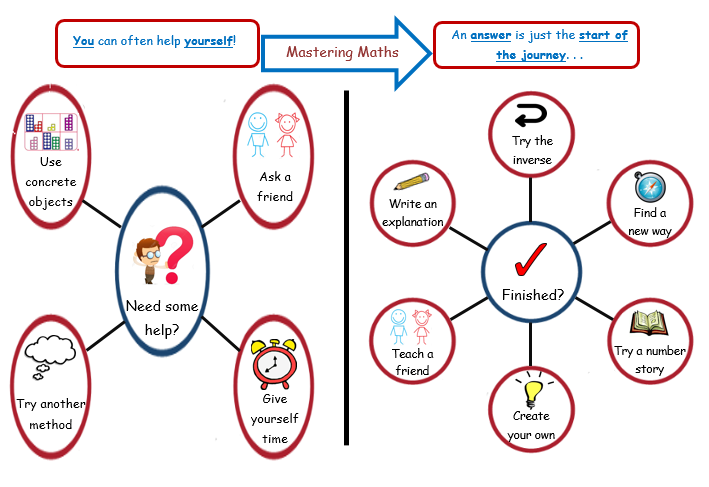 You can often help yourself!
Mastering Maths
An answer is just the start of
the journey. . .
Use
concrete
objects
Ask a
friend
Need some
help?
Try another
method
Give
yourself
time
Try the
inverse
Write an
explanation
Find a
new way
Finished?
Teach a
friend
Try a number
story
Create
your own